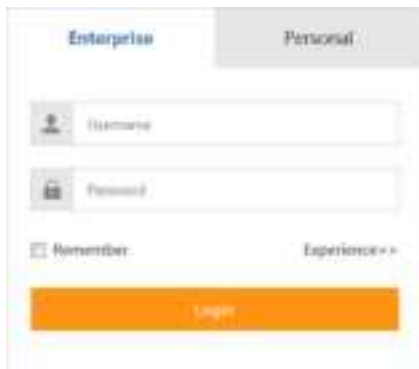 Enterprise Personal
Username
Password
Remember Experience>>
Login